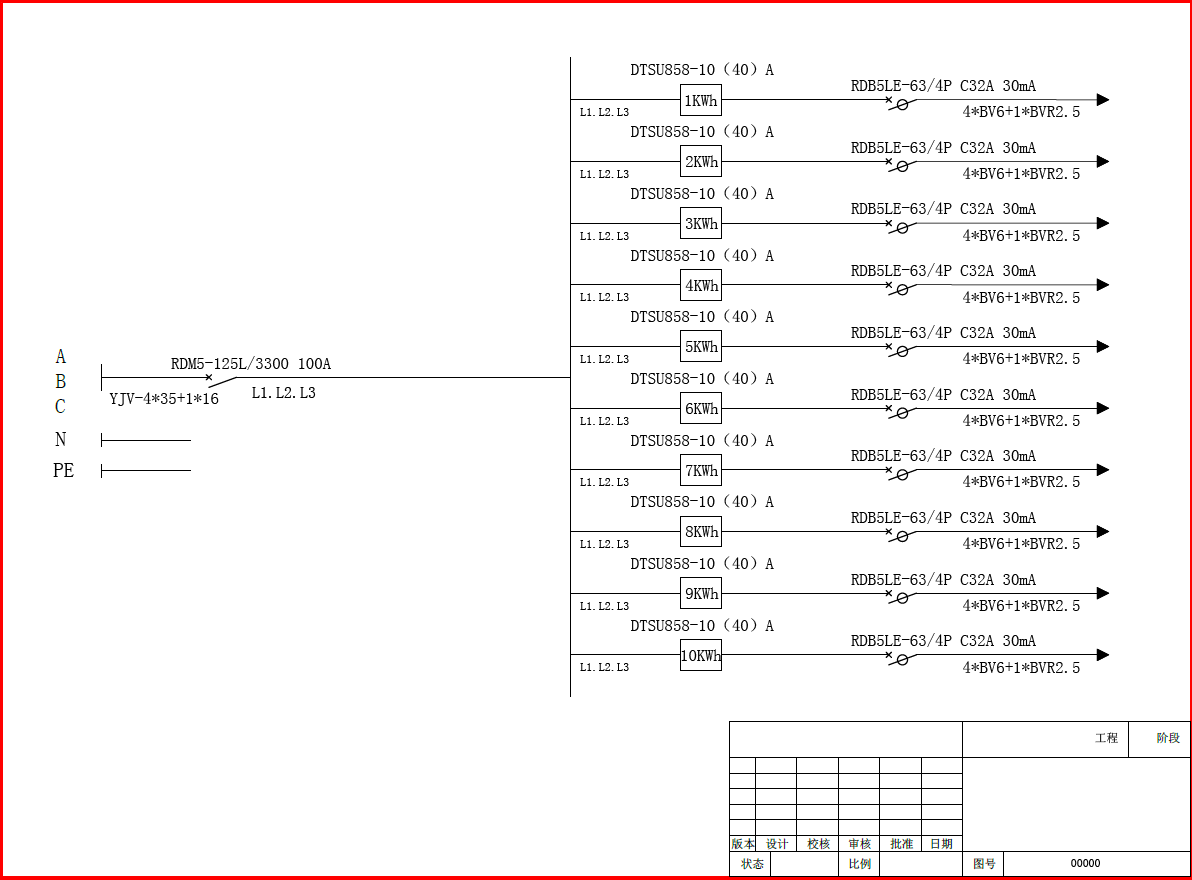 DTSU858-10（40）A
RDB5LE-63/4P C32A 30mA
1KWh
L1.L2.L3
4*BV6+1*BVR2.5
DTSU858-10（40）A
RDB5LE-63/4P C32A 30mA
2KWh
L1.L2.L3
4*BV6+1*BVR2.5
DTSU858-10（40）A
RDB5LE-63/4P C32A 30mA
3KWh
L1.L2.L3
4*BV6+1*BVR2.5
DTSU858-10（40）A
RDB5LE-63/4P C32A 30mA
4KWh
L1.L2.L3
4*BV6+1*BVR2.5
DTSU858-10（40）A
RDB5LE-63/4P C32A 30mA
5KWh
L1.L2.L3
4*BV6+1*BVR2.5
A
B
C
RDM5-125L/3300 100A
YJV-4*35+1*16
L1.L2.L3
N
PE
DTSU858-10（40）A
RDB5LE-63/4P C32A 30mA
6KWh
L1.L2.L3
4*BV6+1*BVR2.5
DTSU858-10（40）A
RDB5LE-63/4P C32A 30mA
7KWh
L1.L2.L3
4*BV6+1*BVR2.5
DTSU858-10（40）A
RDB5LE-63/4P C32A 30mA
8KWh
L1.L2.L3
4*BV6+1*BVR2.5
DTSU858-10（40）A
RDB5LE-63/4P C32A 30mA
9KWh
L1.L2.L3
4*BV6+1*BVR2.5
DTSU858-10（40）A
RDB5LE-63/4P C32A 30mA
10KWh
L1.L2.L3
4*BV6+1*BVR2.5
工程 阶段
版本 设计 校核 审核 批准 日期
状态 比例 图号 00000